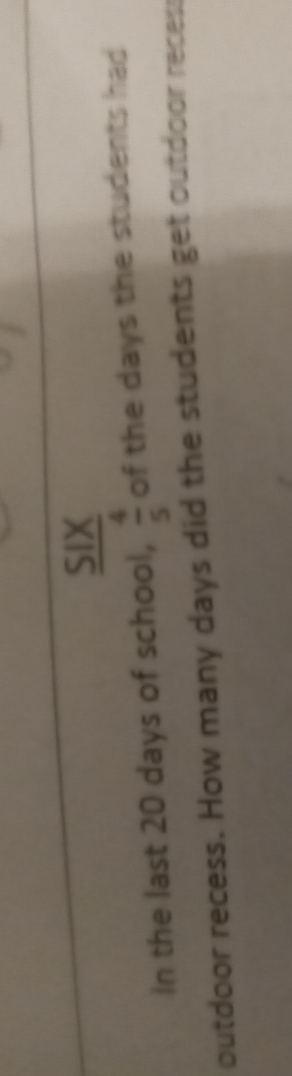 SIX
In the last 20 days of school, 4/5 of the days the students had
outdoor recess. How many days did the students get outdoor recess